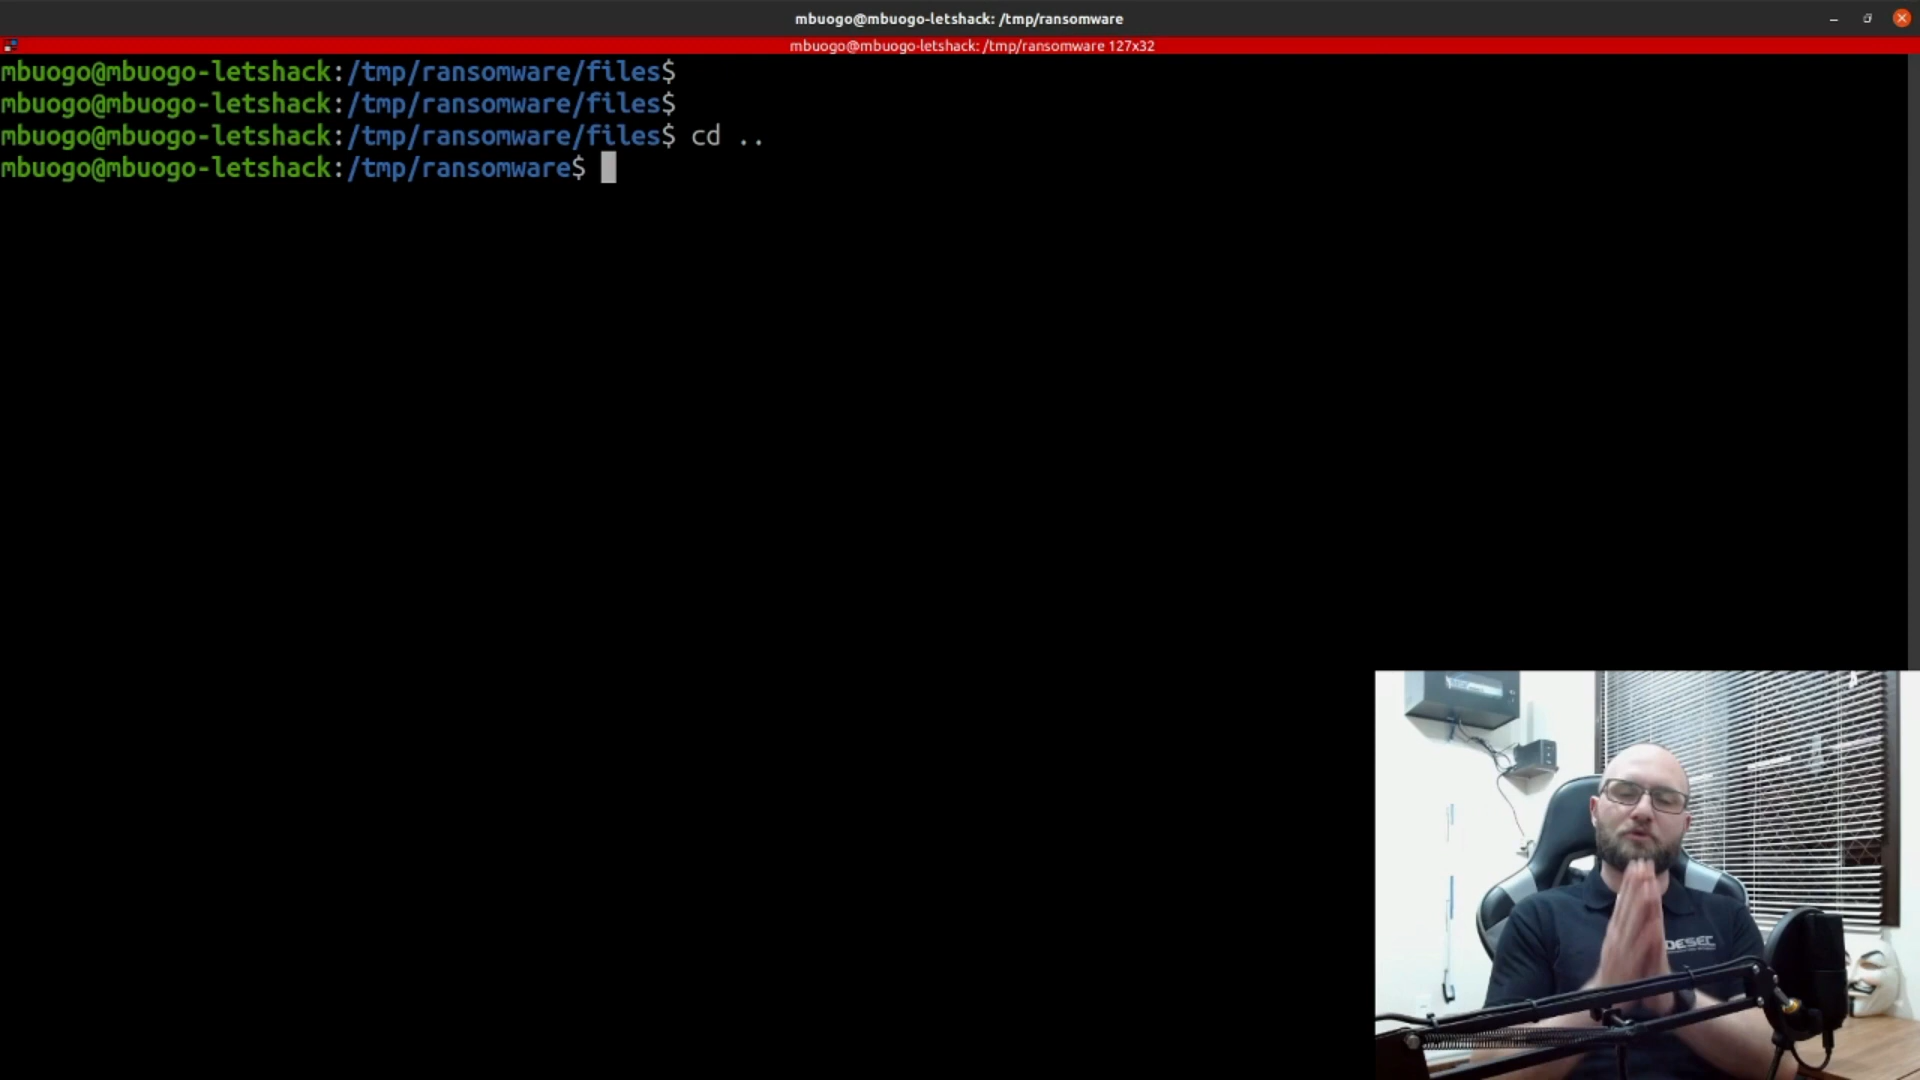 mbuogo@mbuogo-letshack: /tmp/ransomware
mbuogo@mbuogo-letshack: /tmp/ransomware 127x32
mbuogo@mbuogo-letshack:/tmp/ransomware/files$
mbuogo@mbuogo-letshack:/tmp/ransomware/files$
mbuogo@mbuogo-letshack:/tmp/ransomware/files$ cd ..
mbuogo@mbuogo-letshack:/tmp/ransomware$
DESEC